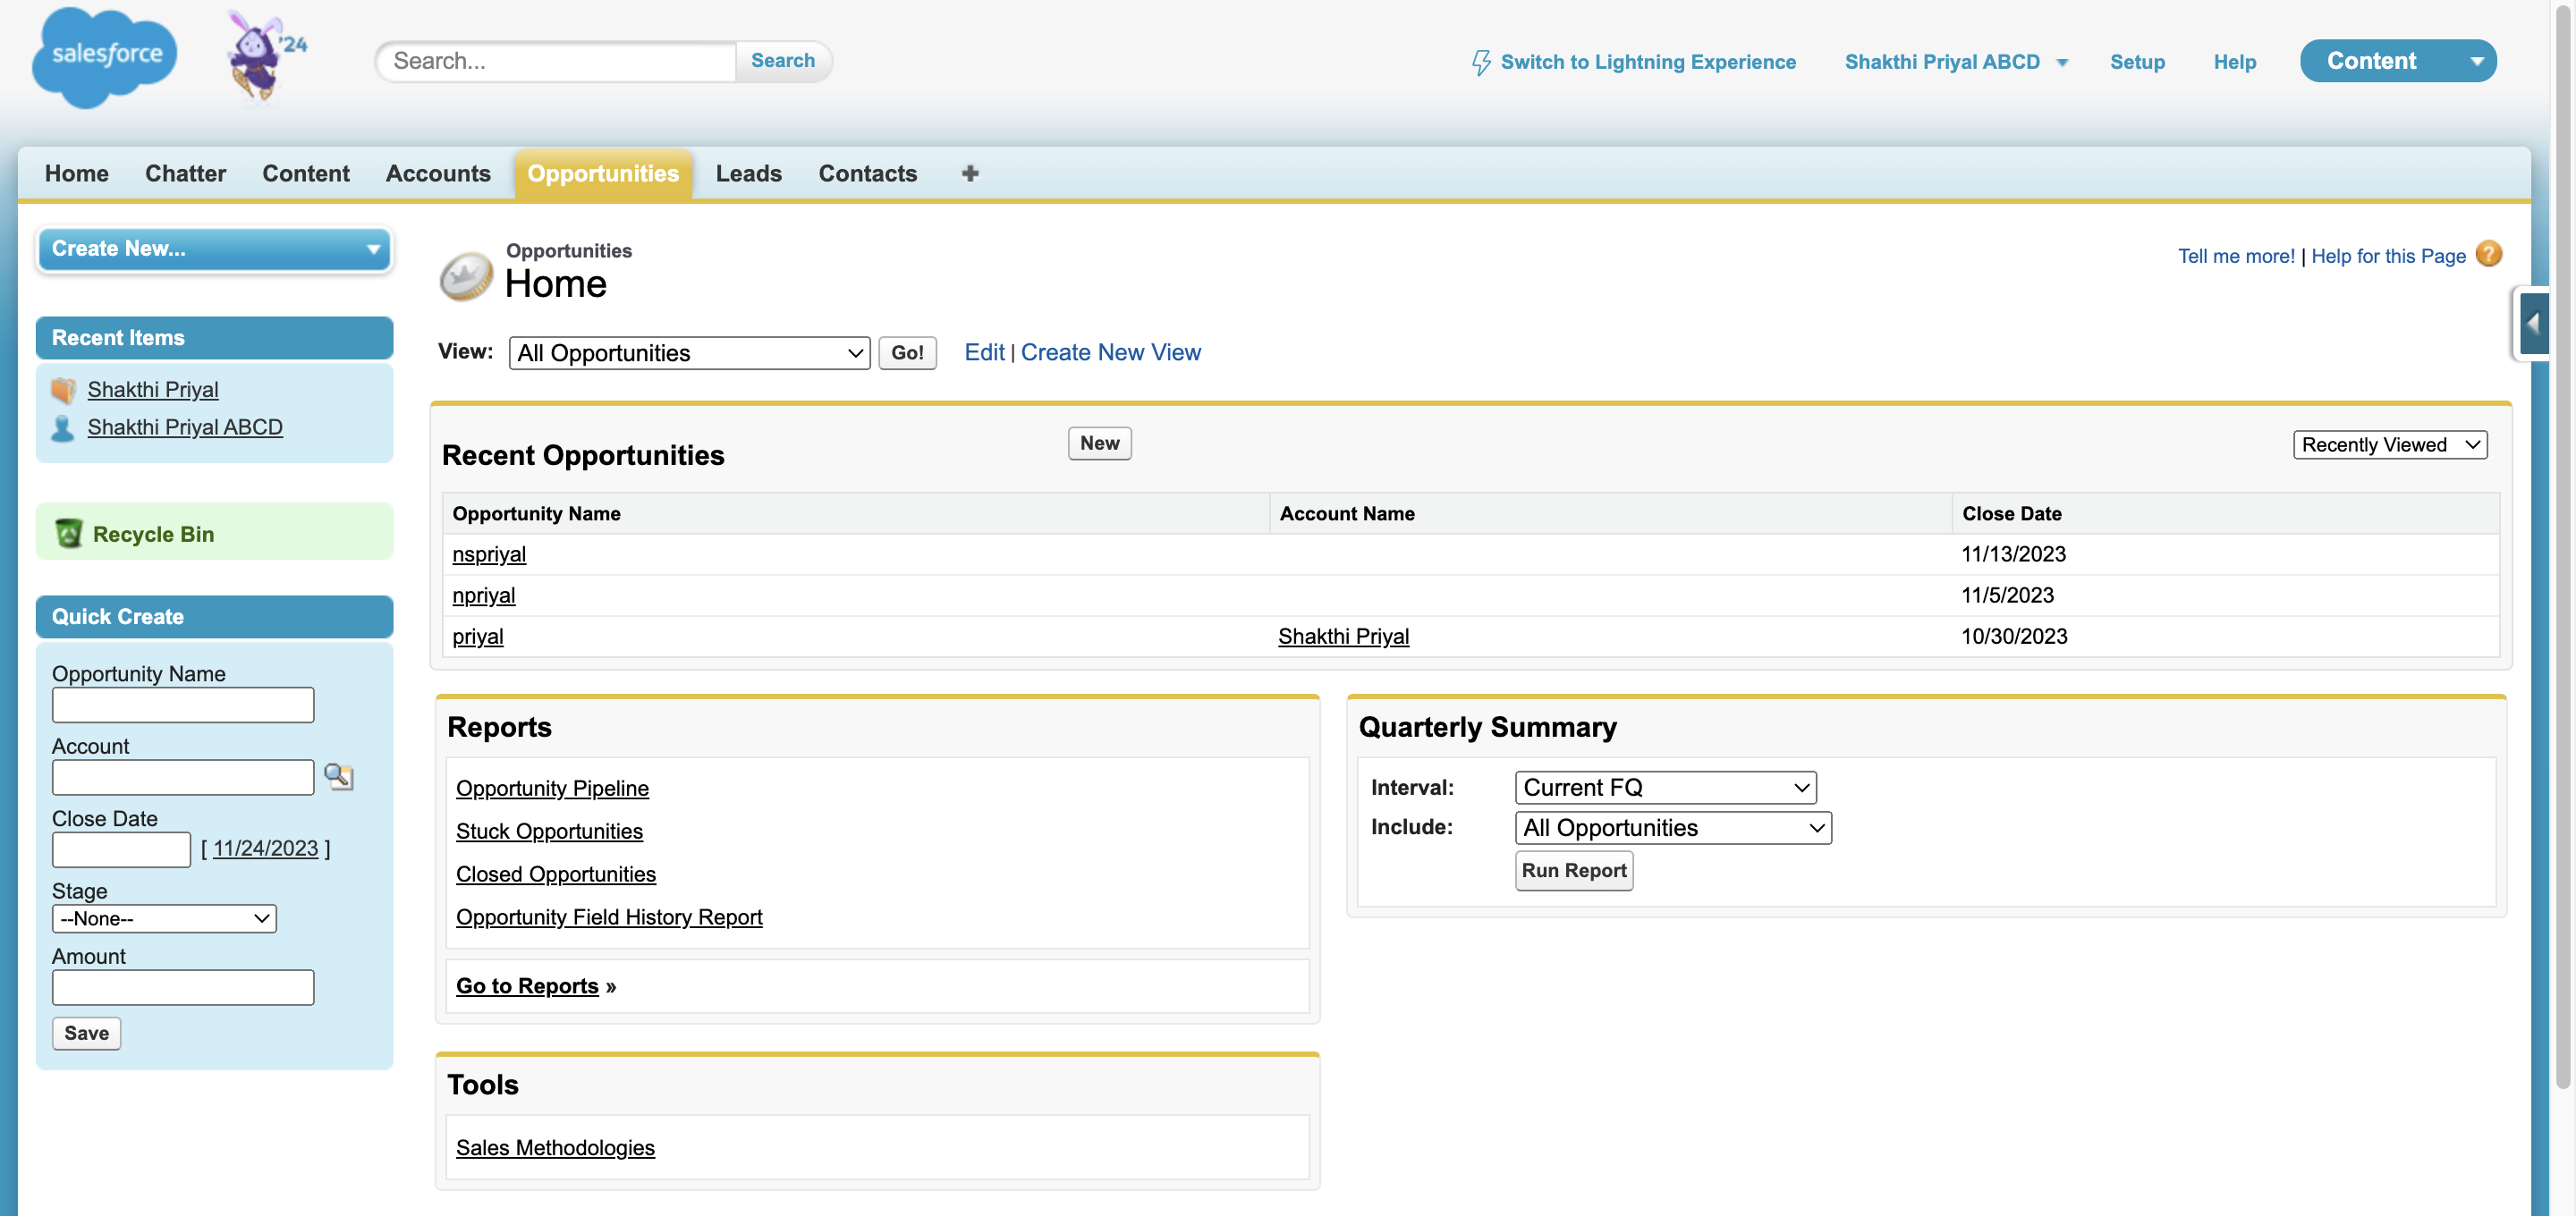 salesforce
'24
Search...
Search
Switch to Lightning Experience
Shakthi Priyal ABCD
Setup
Help
Content
Home
Chatter
Content
Accounts
Opportunities
Leads
Contacts
Create New...
Recent Items
Shakthi Priyal
Shakthi Priyal ABCD
Recycle Bin
Quick Create
Opportunity Name
Account
Close Date
[ 11/24/2023 ]
Stage
--None--
Amount
Save
Opportunities
Home
Tell me more! | Help for this Page ?
View: All Opportunities Go! Edit | Create New View
Recent Opportunities
New
Recently Viewed
Opportunity Name Account Name Close Date
nspriyal 11/13/2023
npriyal 11/5/2023
priyal Shakthi Priyal 10/30/2023
Reports
Opportunity Pipeline
Stuck Opportunities
Closed Opportunities
Opportunity Field History Report
Go to Reports »
Quarterly Summary
Interval: Current FQ
Include: All Opportunities
Run Report
Tools
Sales Methodologies